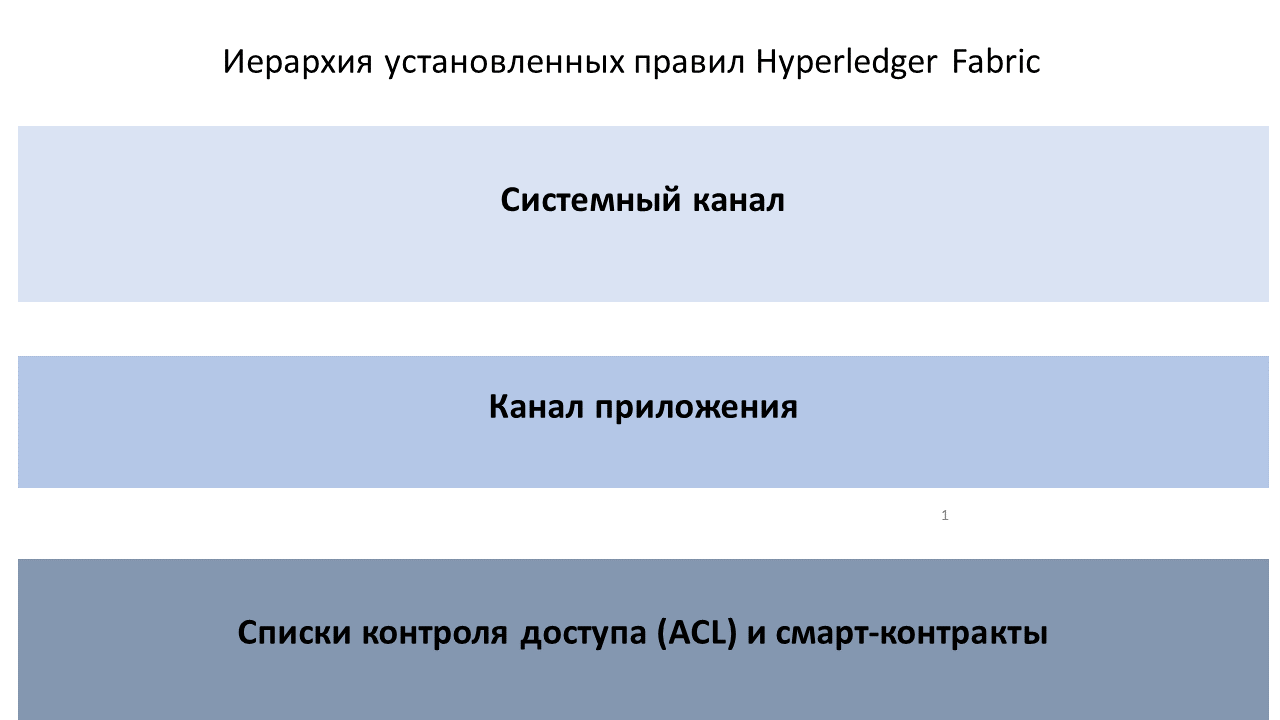 Иерархия установленных правил Hyperledger Fabric
Системный канал
Канал приложения
1
Списки контроля доступа (ACL) и смарт-контракты